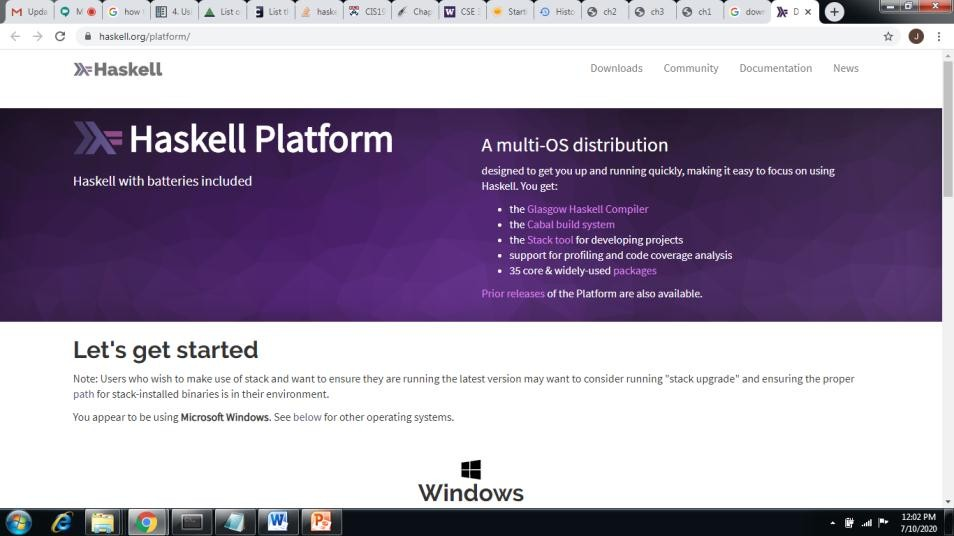 Upda
M
how
4. Us
List o
List t
haske
CIS19
Chap
CSE
Start
Histo
ch2
ch3
ch1
dow
D
haskell.org/platform/
J
Haskell
Downloads Community Documentation News
Haskell Platform
Haskell with batteries included
A multi-OS distribution
designed to get you up and running quickly, making it easy to focus on using
Haskell. You get:
the Glasgow Haskell Compiler
the Cabal build system
the Stack tool for developing projects
support for profiling and code coverage analysis
35 core & widely-used packages
Prior releases of the Platform are also available.
Let's get started
Note: Users who wish to make use of stack and want to ensure they are running the latest version may want to consider running "stack upgrade" and ensuring the proper
path for stack-installed binaries is in their environment.
You appear to be using Microsoft Windows. See below for other operating systems.
Windows
12:02 PM
7/10/2020